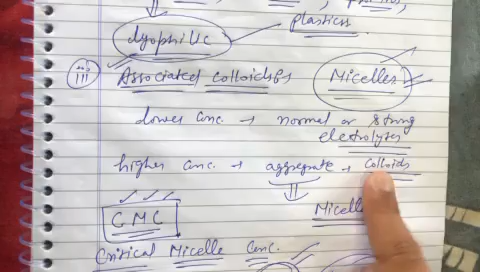 plastics.
lyophilic
(iii) Associated colloids Micelles
lower conc. → normal or strong
electrolytes
higher conc. → aggregate → colloids
CMC Micelle
Critical Micelle Conc.